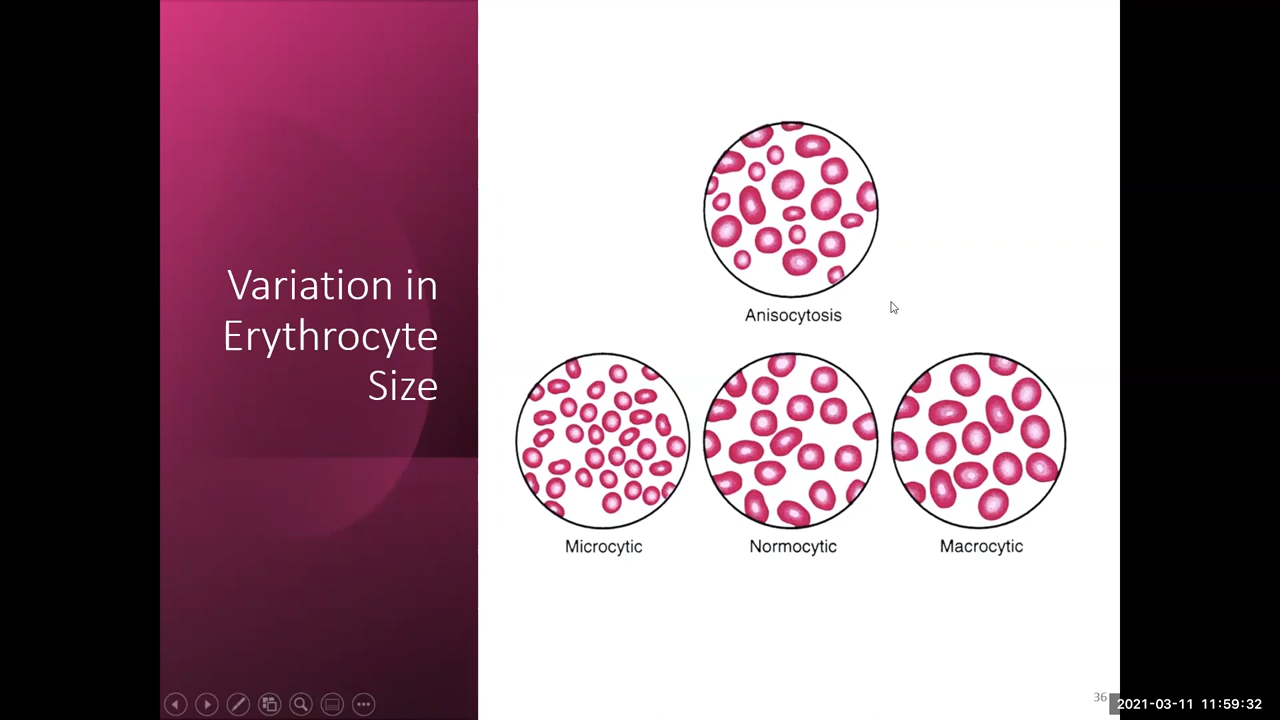 Variation in
Erythrocyte
Size
Anisocytosis
Microcytic
Normocytic
Macrocytic
36
2021-03-11 11:59:32